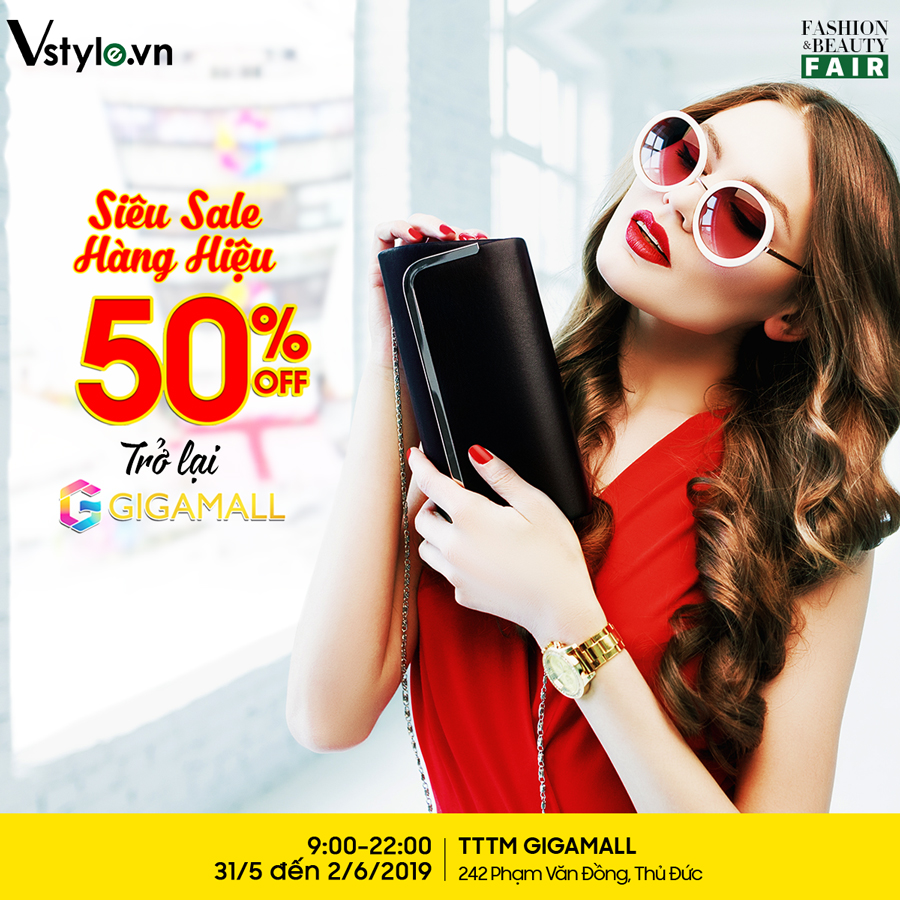 Vstyle.vn
FASHION
& BEAUTY
FAIR
Siêu Sale
Hàng Hiệu
50% OFF
Trở lại
GIGAMALL
9:00-22:00
31/5 đến 2/6/2019
TTTM GIGAMALL
242 Phạm Văn Đồng, Thủ Đức